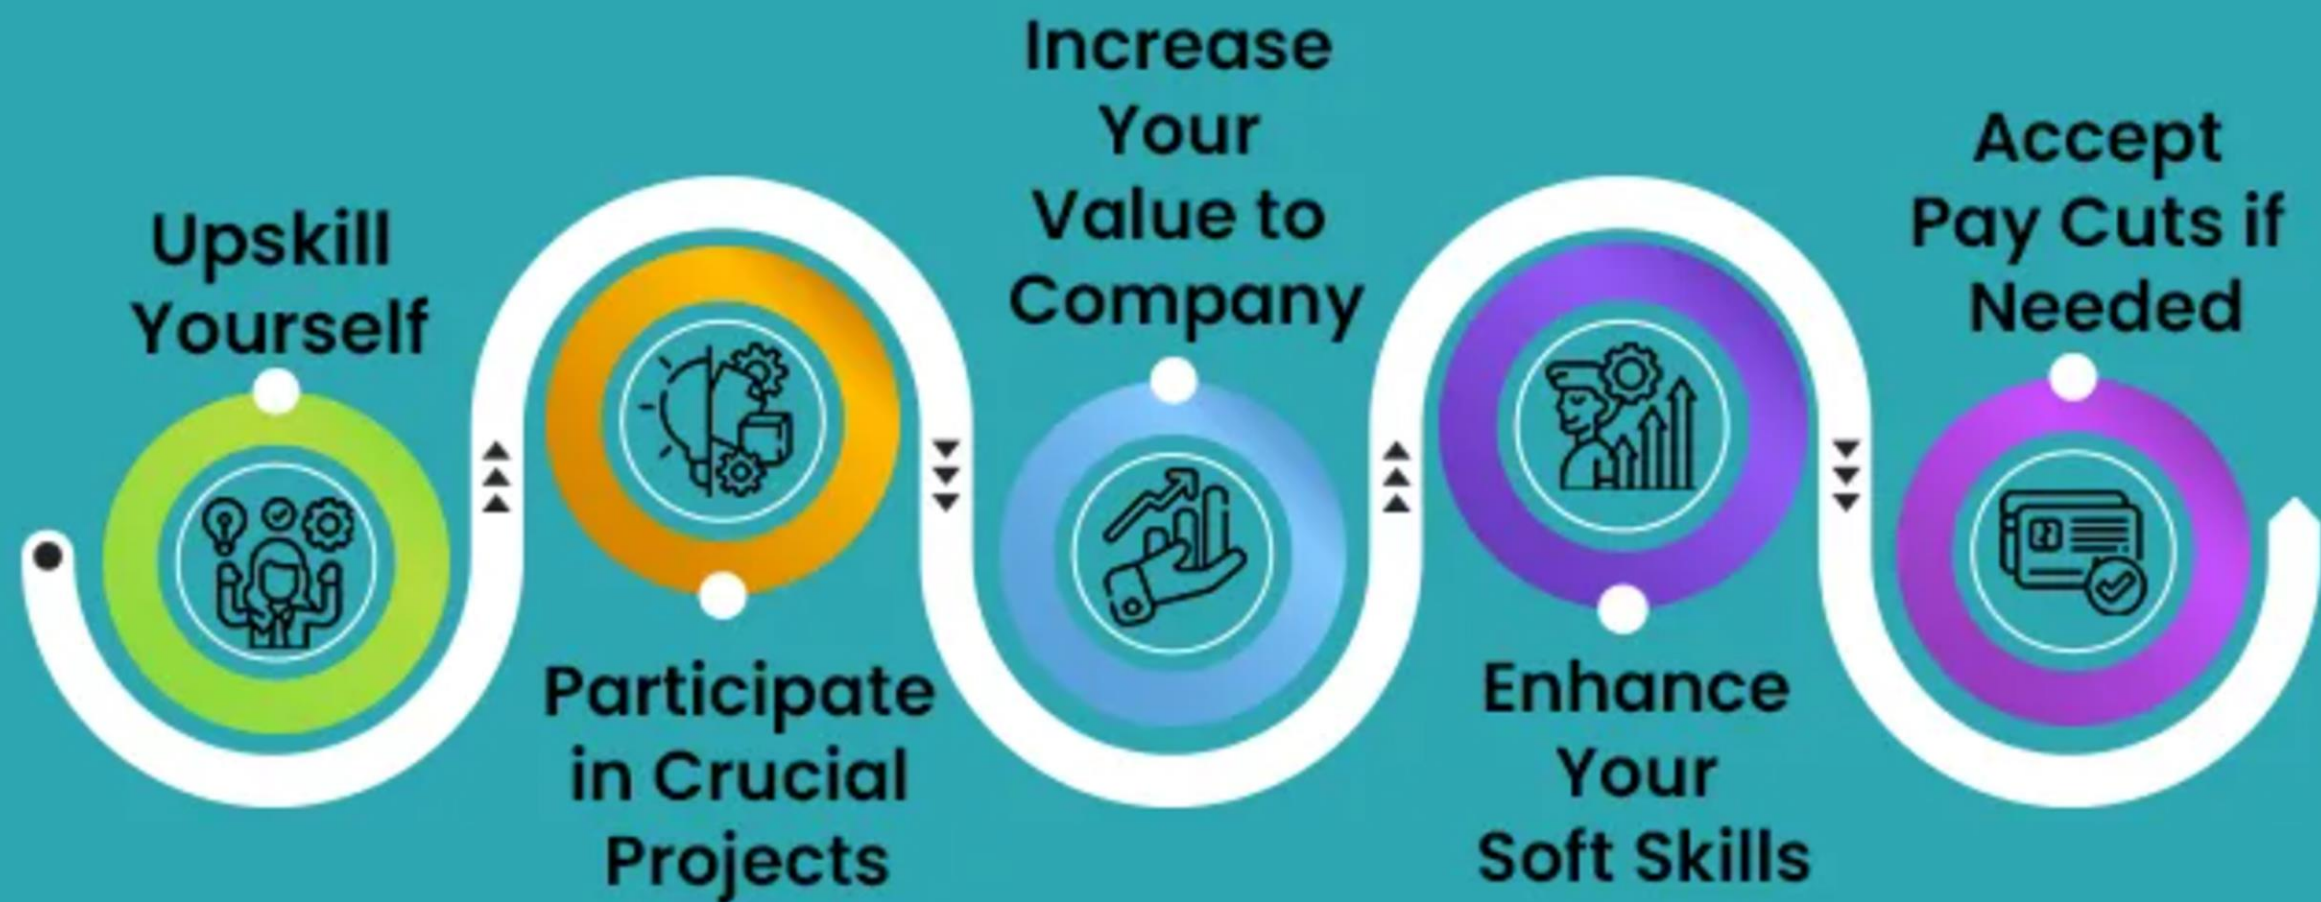 Upskill
Yourself
Participate
in Crucial
Projects
Increase
Your
Value to
Company
Enhance
Your
Soft Skills
Accept
Pay Cuts if
Needed